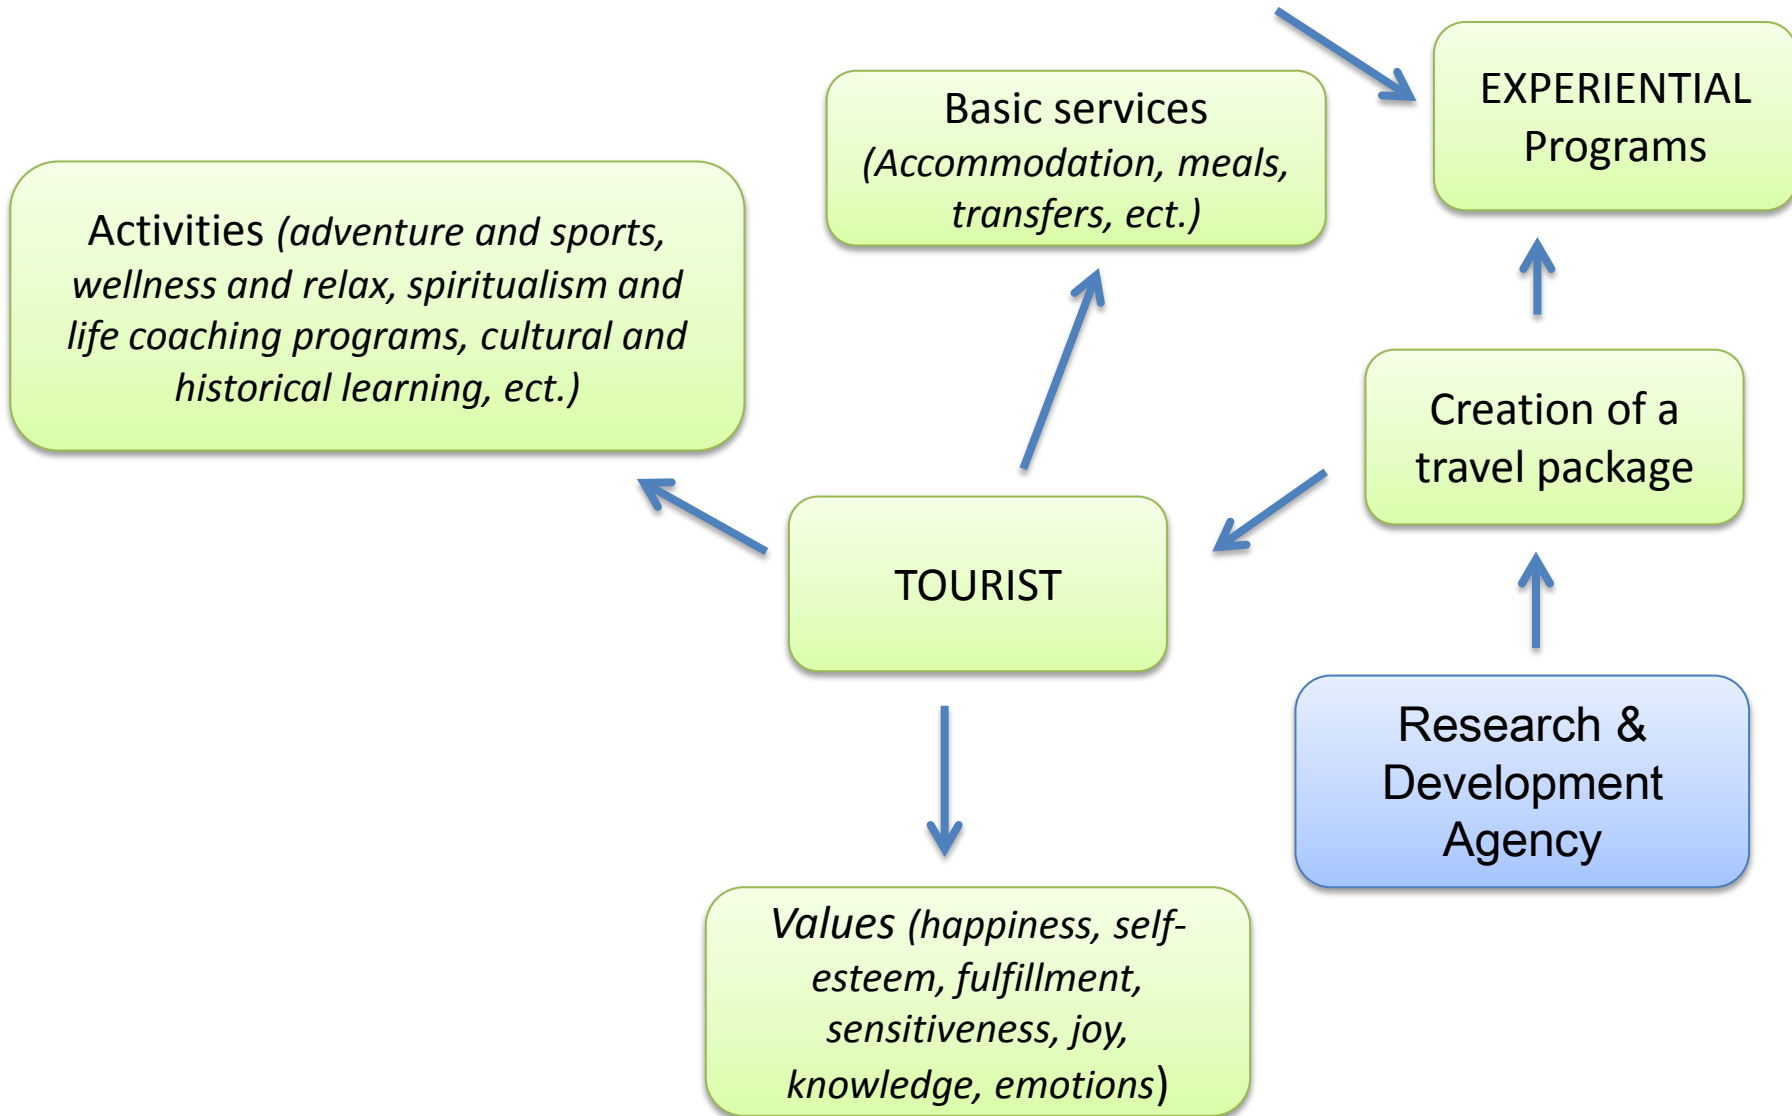 EXPERIENTIAL
Programs
Basic services
(Accommodation, meals,
transfers, ect.)
Activities (adventure and sports,
wellness and relax, spiritualism and
life coaching programs, cultural and
historical learning, ect.)
Creation of a
travel package
TOURIST
Research &
Development
Agency
Values (happiness, self-
esteem, fulfillment,
sensitiveness, joy,
knowledge, emotions)